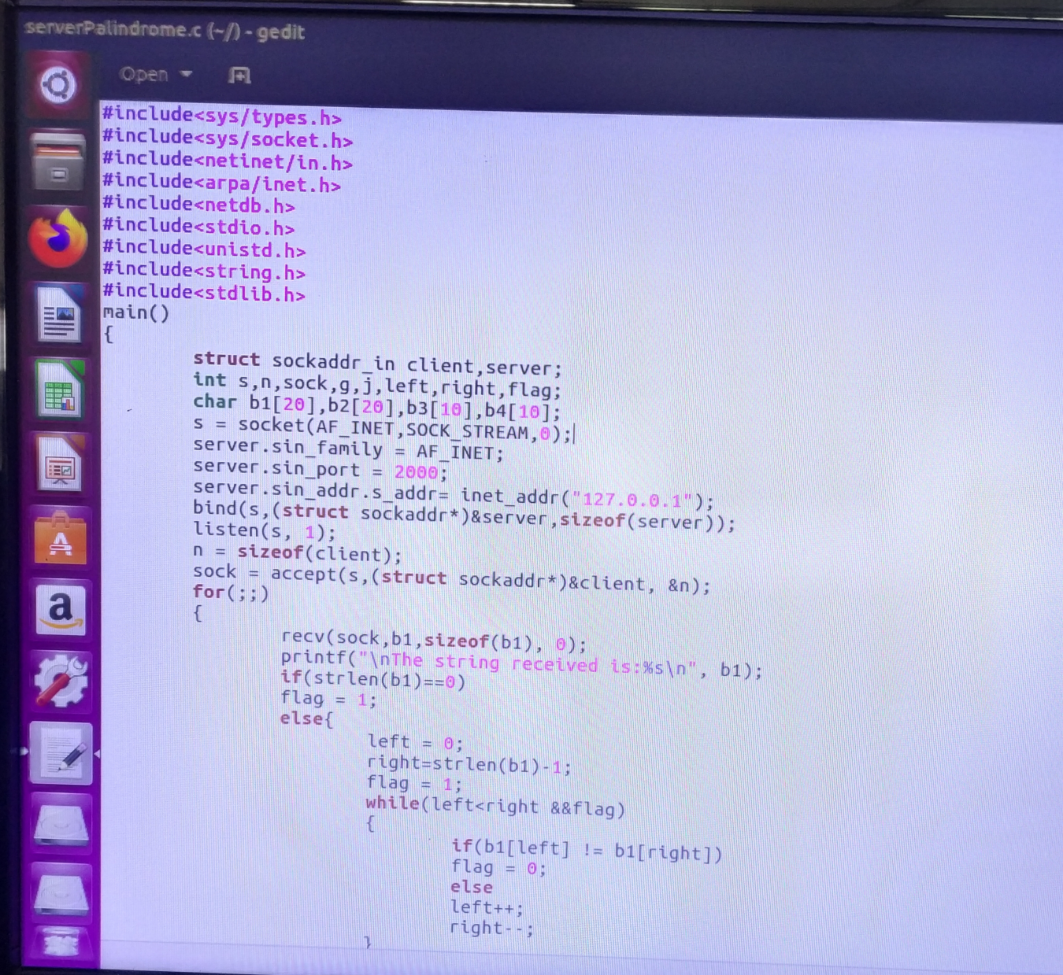 serverPalindrome.c (~/) - gedit
Open
#include<sys/types.h>
#include<sys/socket.h>
#include<netinet/in.h>
#include<arpa/inet.h>
#include<netdb.h>
#include<stdio.h>
#include<unistd.h>
#include<string.h>
#include<stdlib.h>
main()
{
struct sockaddr_in client,server;
int s,n,sock,g,j,left,right,flag;
char b1[20],b2[20],b3[10],b4[10];
s = socket(AF_INET,SOCK_STREAM,0);
server.sin_family = AF_INET;
server.sin_port = 2000;
server.sin_addr.s_addr= inet_addr("127.0.0.1");
bind(s,(struct sockaddr*)&server,sizeof(server));
listen(s, 1);
n = sizeof(client);
sock = accept(s,(struct sockaddr*)&client, &n);
for(;;)
{
recv(sock,b1,sizeof(b1), 0);
printf("\nThe string received is:%s\n", b1);
if(strlen(b1)==0)
flag = 1;
else{
left = 0;
right=strlen(b1)-1;
flag = 1;
while(left<right &&flag)
{
if(b1[left] != b1[right])
flag = 0;
else
left++;
right--;
}